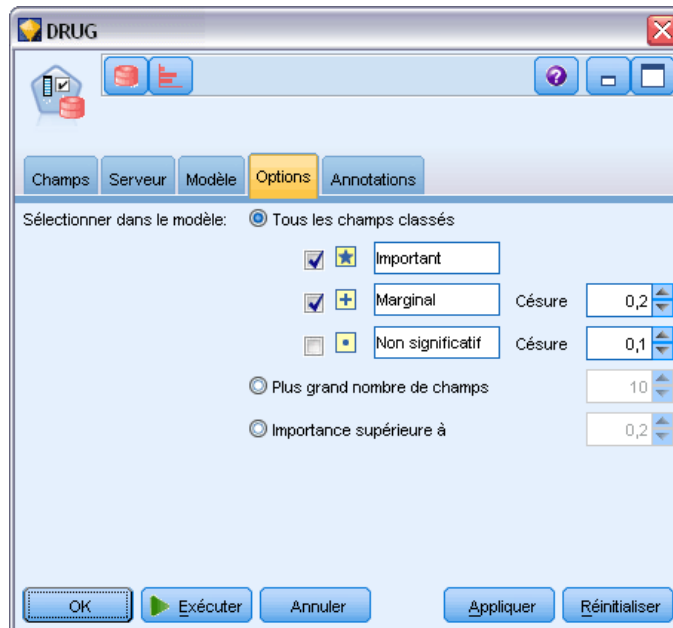 DRUG
?
Champs Serveur Modèle Options Annotations
Sélectionner dans le modèle: Tous les champs classés
Important
Marginal Césure 0,2
Non significatif Césure 0,1
Plus grand nombre de champs 10
Importance supérieure à 0,2
OK Exécuter Annuler Appliquer Réinitialiser